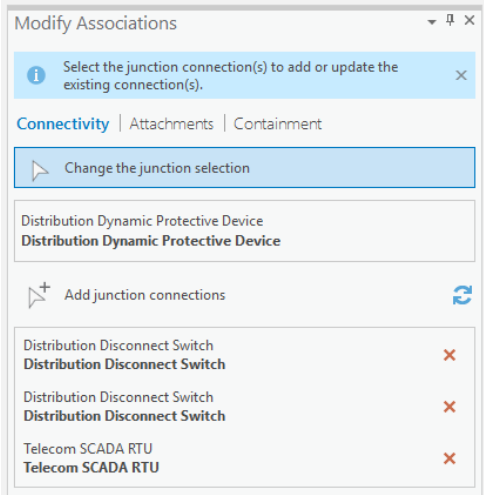 Modify Associations
Select the junction connection(s) to add or update the
existing connection(s).
Connectivity | Attachments | Containment
Change the junction selection
Distribution Dynamic Protective Device
Distribution Dynamic Protective Device
Add junction connections
Distribution Disconnect Switch
Distribution Disconnect Switch
Distribution Disconnect Switch
Distribution Disconnect Switch
Telecom SCADA RTU
Telecom SCADA RTU